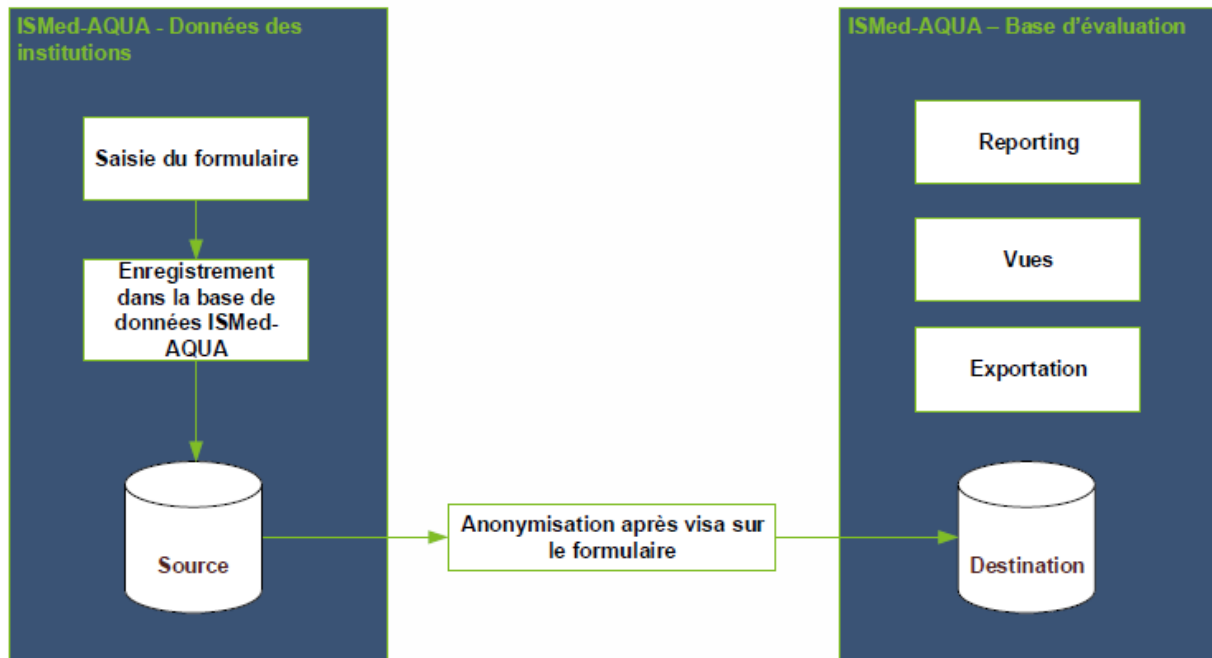 ISMed-AQUA - Données des
institutions
Saisie du formulaire
Enregistrement
dans la base de
données ISMed-
AQUA
Source
Anonymisation après visa sur
le formulaire
ISMed-AQUA – Base d'évaluation
Reporting
Vues
Exportation
Destination